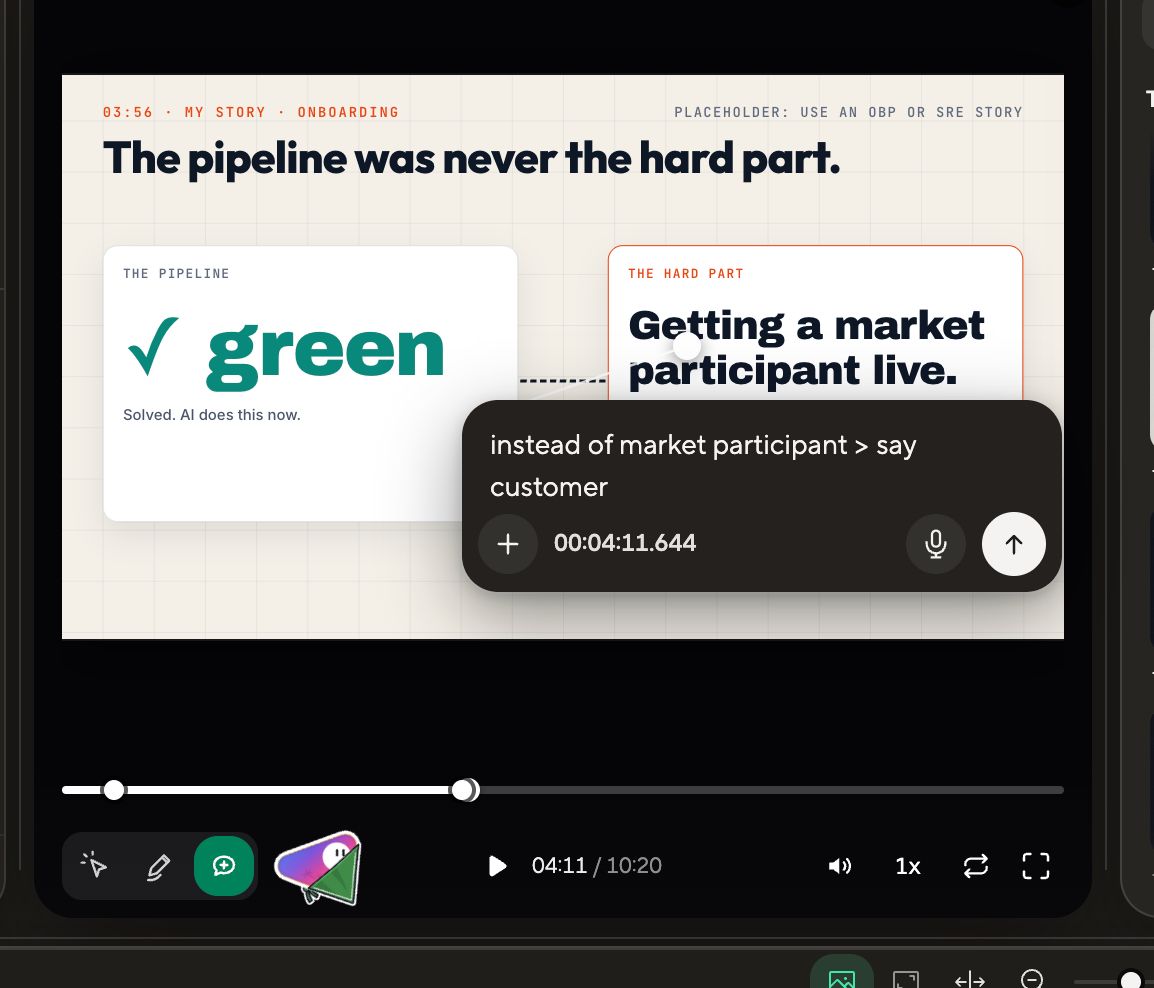 03:56 · MY STORY · ONBOARDING
PLACEHOLDER: USE AN OBP OR SRE STORY
The pipeline was never the hard part.
THE PIPELINE
✓ green
Solved. AI does this now.
THE HARD PART
Getting a market
participant live.
instead of market participant > say
customer
00:04:11.644
04:11 / 10:20
1x